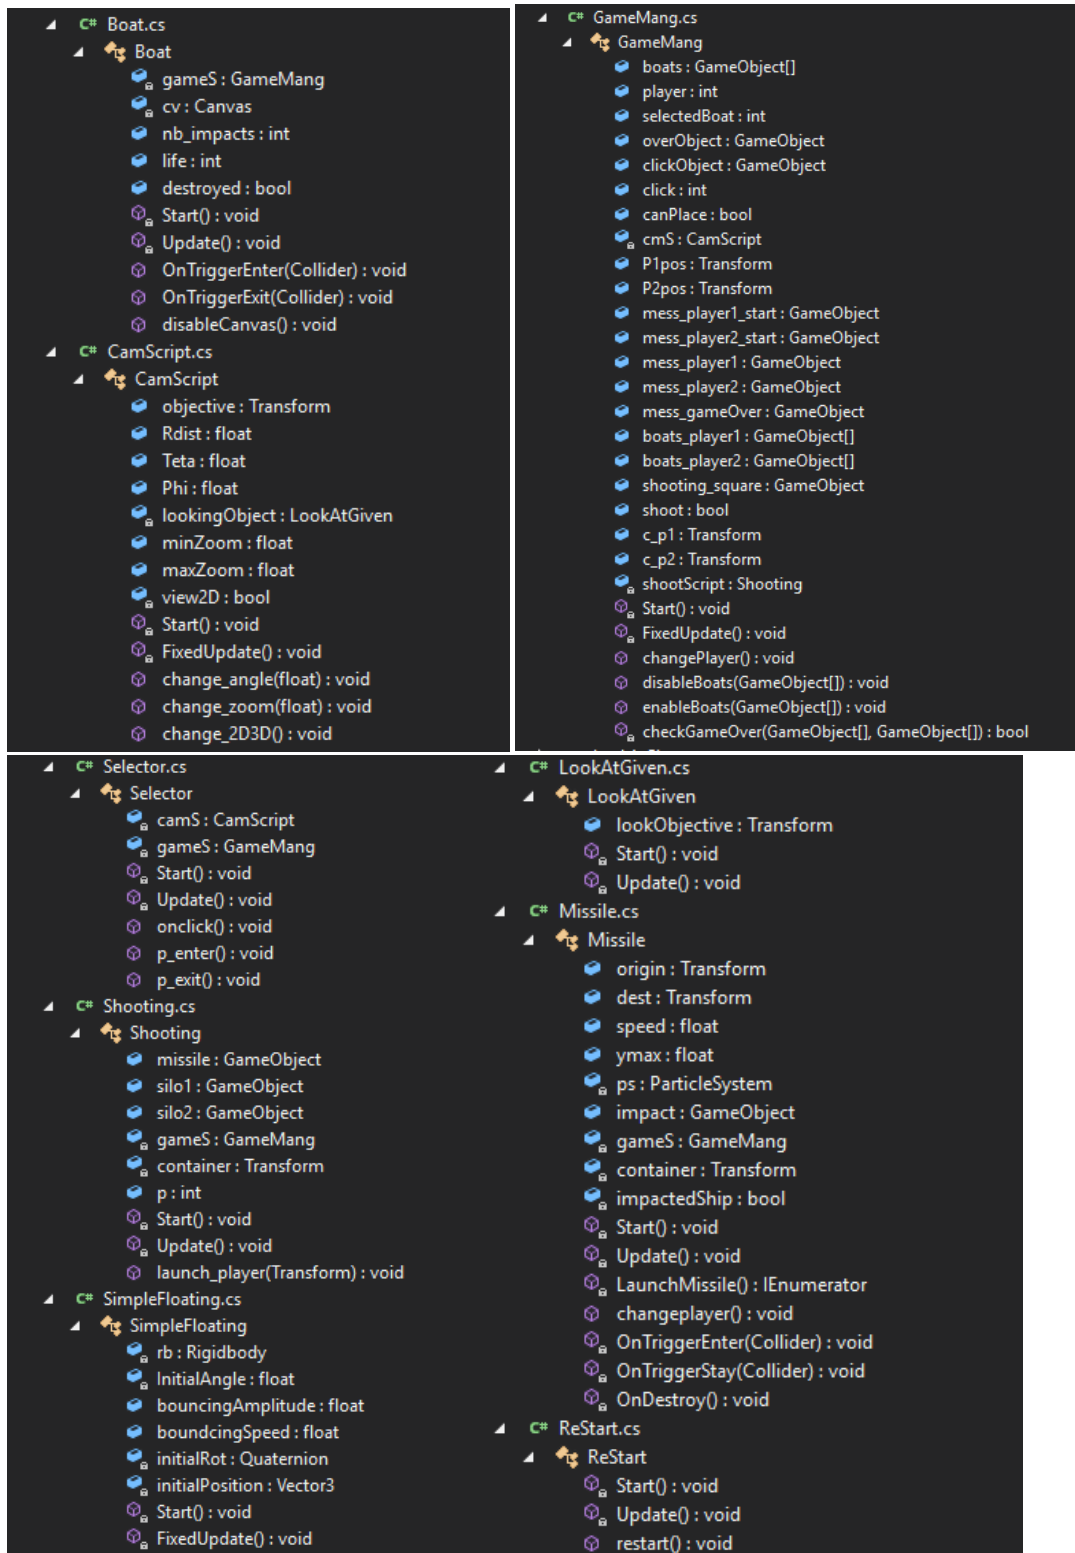 C# Boat.cs
Boat
gameS : GameMang
cv : Canvas
nb_impacts : int
life : int
destroyed : bool
Start() : void
Update() : void
OnTriggerEnter(Collider) : void
OnTriggerExit(Collider) : void
disableCanvas() : void
C# CamScript.cs
CamScript
objective : Transform
Rdist : float
Teta : float
Phi : float
lookingObject : LookAtGiven
minZoom : float
maxZoom : float
view2D : bool
Start() : void
FixedUpdate() : void
change_angle(float) : void
change_zoom(float) : void
change_2D3D() : void
C# GameMang.cs
GameMang
boats : GameObject[]
player : int
selectedBoat : int
overObject : GameObject
clickObject : GameObject
click : int
canPlace : bool
cmS : CamScript
P1pos : Transform
P2pos : Transform
mess_player1_start : GameObject
mess_player2_start : GameObject
mess_player1 : GameObject
mess_player2 : GameObject
mess_gameOver : GameObject
boats_player1 : GameObject[]
boats_player2 : GameObject[]
shooting_square : GameObject
shoot : bool
c_p1 : Transform
c_p2 : Transform
shootScript : Shooting
Start() : void
FixedUpdate() : void
changePlayer() : void
disableBoats(GameObject[]) : void
enableBoats(GameObject[]) : void
checkGameOver(GameObject[], GameObject[]) : bool
C# Selector.cs
Selector
camS : CamScript
gameS : GameMang
Start() : void
Update() : void
onclick() : void
p_enter() : void
p_exit() : void
C# Shooting.cs
Shooting
missile : GameObject
silo1 : GameObject
silo2 : GameObject
gameS : GameMang
container : Transform
p : int
Start() : void
Update() : void
launch_player(Transform) : void
C# SimpleFloating.cs
SimpleFloating
rb : Rigidbody
InitialAngle : float
bouncingAmplitude : float
boundcingSpeed : float
initialRot : Quaternion
initialPosition : Vector3
Start() : void
FixedUpdate() : void
C# LookAtGiven.cs
LookAtGiven
lookObjective : Transform
Start() : void
Update() : void
C# Missile.cs
Missile
origin : Transform
dest : Transform
speed : float
ymax : float
ps : ParticleSystem
impact : GameObject
gameS : GameMang
container : Transform
impactedShip : bool
Start() : void
Update() : void
LaunchMissile() : IEnumerator
changeplayer() : void
OnTriggerEnter(Collider) : void
OnTriggerStay(Collider) : void
OnDestroy() : void
C# ReStart.cs
ReStart
Start() : void
Update() : void
restart() : void